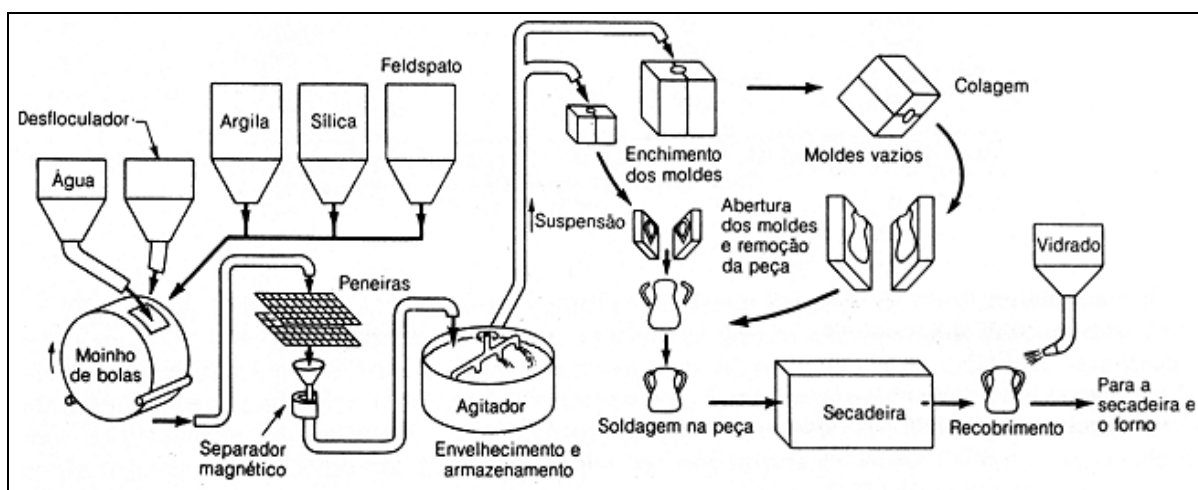 Feldspato
Desfloculador
Água
Argila
Sílica
Moinho
de bolas
Peneiras
Separador
magnético
Agitador
Envelhecimento e
armazenamento
Suspensão
Enchimento
dos moldes
Colagem
Moldes vazios
Abertura
dos moldes
e remoção
da peça
Soldagem na peça
Secadeira
Vidrado
Recobrimento
Para a
secadeira e
o forno